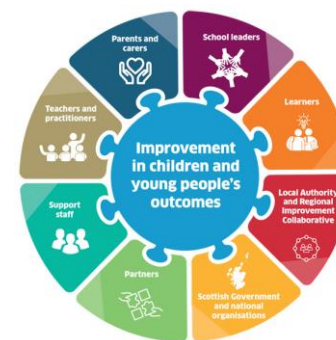 Parents and
carers
School leaders
Learners
Local Authority
and Regional
Improvement
Collaborative
Scottish Government
and national
organisations
Partners
Support
staff
Teachers and
practitioners
Improvement
in children and
young people's
outcomes